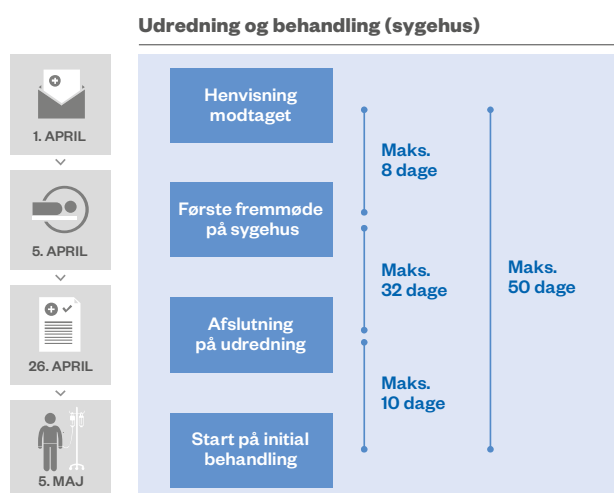 Udredning og behandling (sygehus)
1. APRIL
Henvisning
modtaget
Maks.
8 dage
5. APRIL
Første fremmøde
på sygehus
Maks.
32 dage
Maks.
50 dage
26. APRIL
Afslutning
på udredning
Maks.
10 dage
5. MAJ
Start på initial
behandling